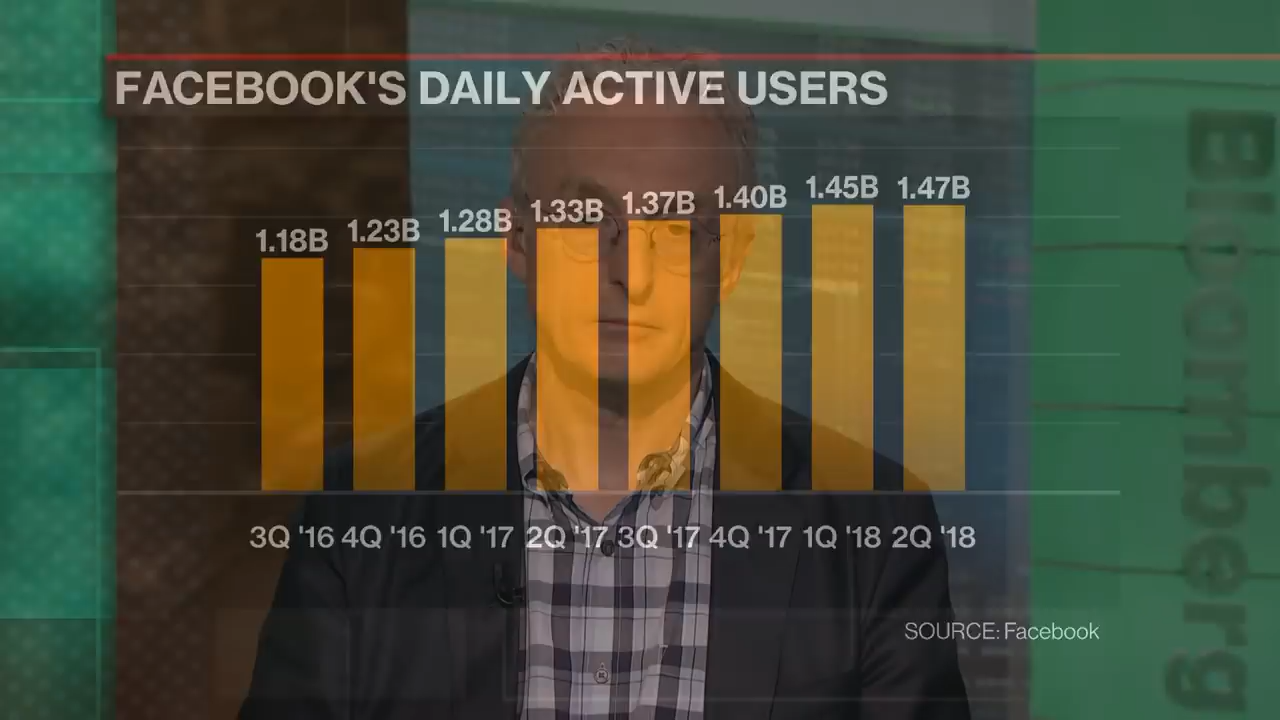 FACEBOOK'S DAILY ACTIVE USERS
1.18B 1.23B 1.28B 1.33B 1.37B 1.40B 1.45B 1.47B
3Q '16 4Q '16 1Q '17 2Q '17 3Q '17 4Q '17 1Q '18 2Q '18
SOURCE: Facebook
Bloomberg